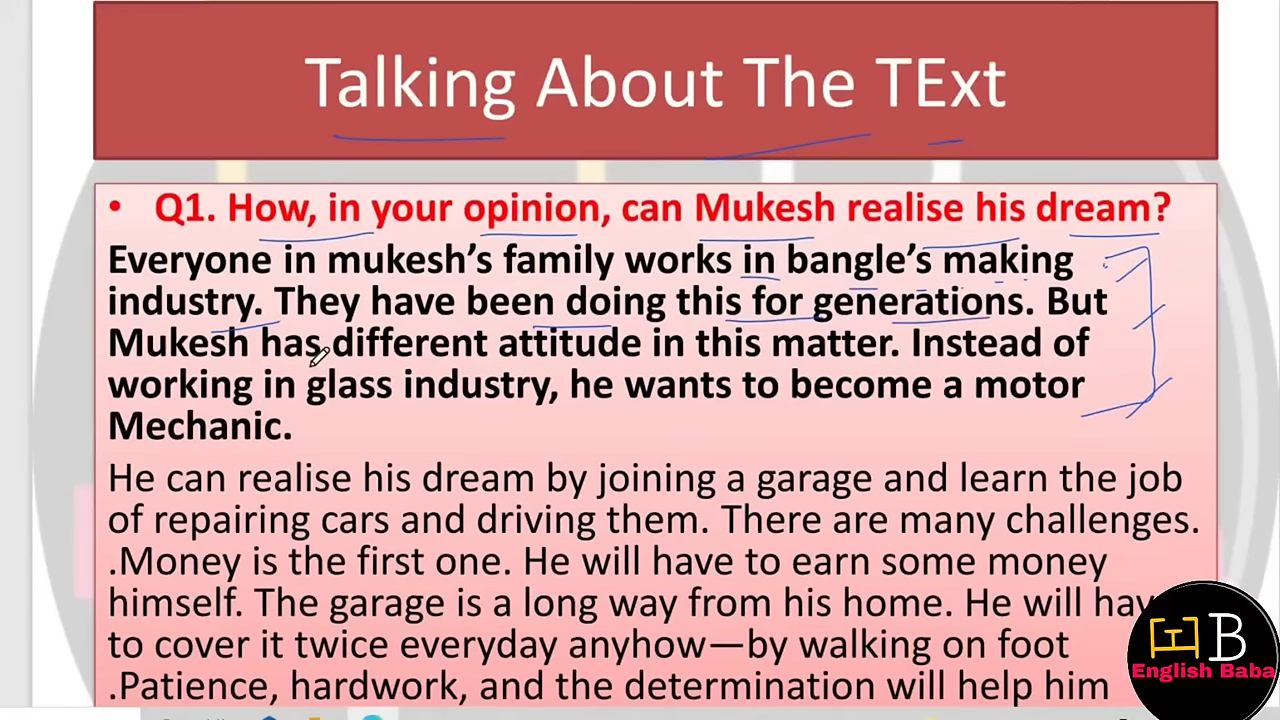 Talking About The TExt
• Q1. How, in your opinion, can Mukesh realise his dream?
Everyone in mukesh's family works in bangle's making
industry. They have been doing this for generations. But
Mukesh has different attitude in this matter. Instead of
working in glass industry, he wants to become a motor
Mechanic.
He can realise his dream by joining a garage and learn the job
of repairing cars and driving them. There are many challenges.
.Money is the first one. He will have to earn some money
himself. The garage is a long way from his home. He will
to cover it twice everyday anyhow—by walking on foot
.Patience, hardwork, and the determination will help him
B
English Baba